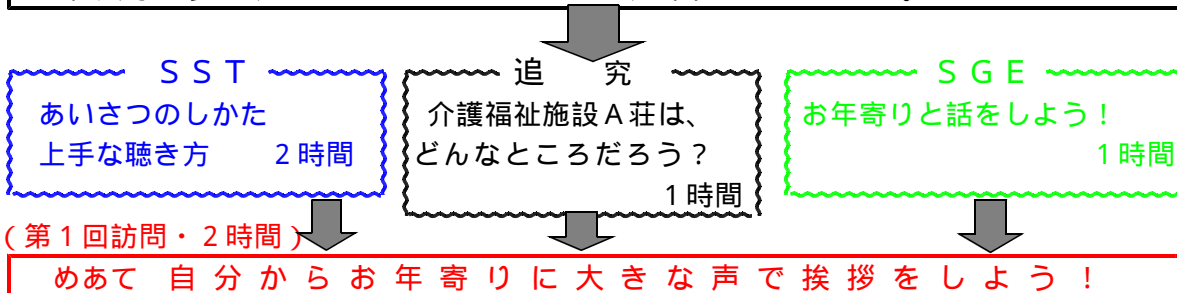 SST
あいさつのしかた
上手な聴き方 2時間
追 究
介護福祉施設A荘は、
どんなところだろう?
1時間
SGE
お年寄りと話をしよう!
1時間
(第1回訪問・2時間)
めあて 自分からお年寄りに大きな声で挨拶をしよう!